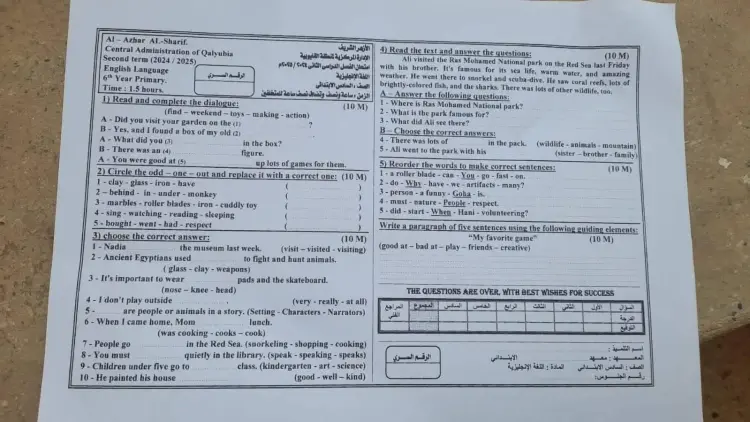 Al – Azhar AL-Sharif.
Central Administration of Qalyubia
Second term (2024 / 2025)
English Language
6th Year Primary.
Time : 1.5 hours.
الرقم السري
الأزهر الشريف
الإدارة المركزية لمنطقة القليوبية
امتحان الفصل الدراسي الثاني ٢٠٢٤ / ٢٠٢٥م
اللغة الإنجليزية
الصف : السادس الابتدائي
الزمن : ساعة ونصف ونضاف نصف ساعة للمكفوفين
1) Read and complete the dialogue: (10 M)
(find – weekend – toys – making - action)
A - Did you visit your garden on the (1) ?
B - Yes, and I found a box of my old (2)
A - What did you (3) in the box?
B - There was an (4) figure.
A - You were good at (5) up lots of games for them.
2) Circle the odd – one – out and replace it with a correct one: (10 M)
1 - clay - glass - iron - have ( )
2 – behind - in - under - monkey ( )
3 - marbles - roller blades - iron - cuddly toy ( )
4 - sing - watching - reading - sleeping ( )
5 - bought - went - had - respect ( )
3) choose the correct answer: (10 M)
1 - Nadia the museum last week. (visit – visited - visiting)
2 - Ancient Egyptians used to fight and hunt animals.
( glass - clay - weapons)
3 - It's important to wear pads and the skateboard.
(nose – knee - head)
4 - I don't play outside (very - really - at all)
5 - are people or animals in a story. (Setting - Characters - Narrators)
6 - When I came home, Mom lunch.
(was cooking - cooks – cook)
7 - People go in the Red Sea. (snorkeling - shopping - cooking)
8 - You must quietly in the library. (speak - speaking - speaks)
9 - Children under five go to class. (kindergarten - art - science)
10 - He painted his house (good - well – kind)
4) Read the text and answer the questions: (10 M)
Ali visited the Ras Mohamed National park on the Red Sea last Friday
with his brother. It's famous for its sea life, warm water, and amazing
weather. He went there to snorkel and scuba-dive. He saw coral reefs, lots of
brightly-colored fish, and the sharks. There was lots of other wildlife, too.
A – Answer the following questions:
1 - Where is Ras Mohamed National park?
2 - What is the park famous for?
3 - What did Ali see there?
B – Choose the correct answers:
4 - There was lots of in the pack. (wildlife - animals - mountain)
5 - Ali went to the park with his (sister – brother - family)
5) Reorder the words to make correct sentences: (10 M)
1 - a roller blade - can - You - go - fast - on.
2 - do - Why - have - we - artifacts - many?
3 - person - a funny - Goha - is.
4 - must - nature - People - respect.
5 - did - start - When - Hani - volunteering?
Write a paragraph of five sentences using the following guiding elements:
"My favorite game" (10 M)
(good at – bad at – play – friends – creative)
THE QUESTIONS ARE OVER, WITH BEST WISHES FOR SUCCESS
السؤال الأول الثاني الثالث الرابع الخامس السادس المجموع المراجع الفني
الدرجة
التوقيع
اسم التلميذ :
المعهد : معهد الابتدائي
الصف : السادس الابتدائي المادة : اللغة الإنجليزية
رقم الجلوس:
الرقم السري